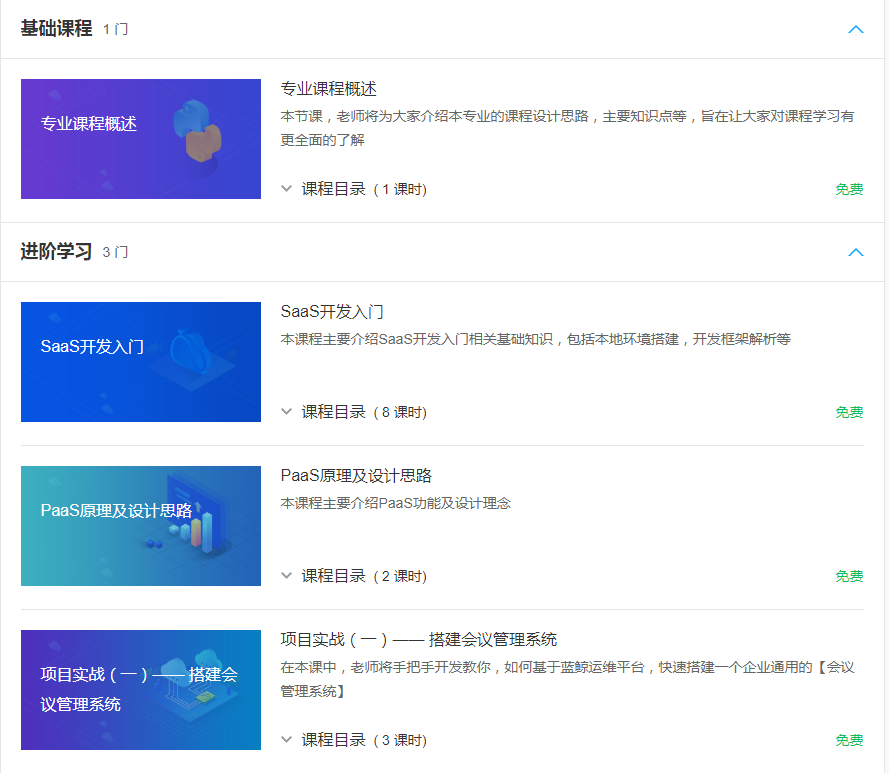 基础课程 1 门
专业课程概述
专业课程概述
本节课，老师将为大家介绍本专业的课程设计思路，主要知识点等，旨在让大家对课程学习有
更全面的了解
课程目录（ 1 课时) 免费
进阶学习 3 门
SaaS开发入门
SaaS开发入门
本课程主要介绍SaaS开发入门相关基础知识，包括本地环境搭建，开发框架解析等
课程目录（ 8 课时) 免费
PaaS原理及设计思路
PaaS原理及设计思路
本课程主要介绍PaaS功能及设计理念
课程目录（ 2 课时) 免费
项目实战（一）—— 搭建会
议管理系统
项目实战（一）—— 搭建会议管理系统
在本课中，老师将手把手开发教你，如何基于蓝鲸运维平台，快速搭建一个企业通用的【会议
管理系统】
课程目录（ 3 课时) 免费